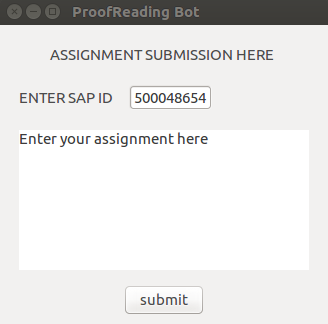 ProofReading Bot
ASSIGNMENT SUBMISSION HERE
ENTER SAP ID 500048654
Enter your assignment here
submit